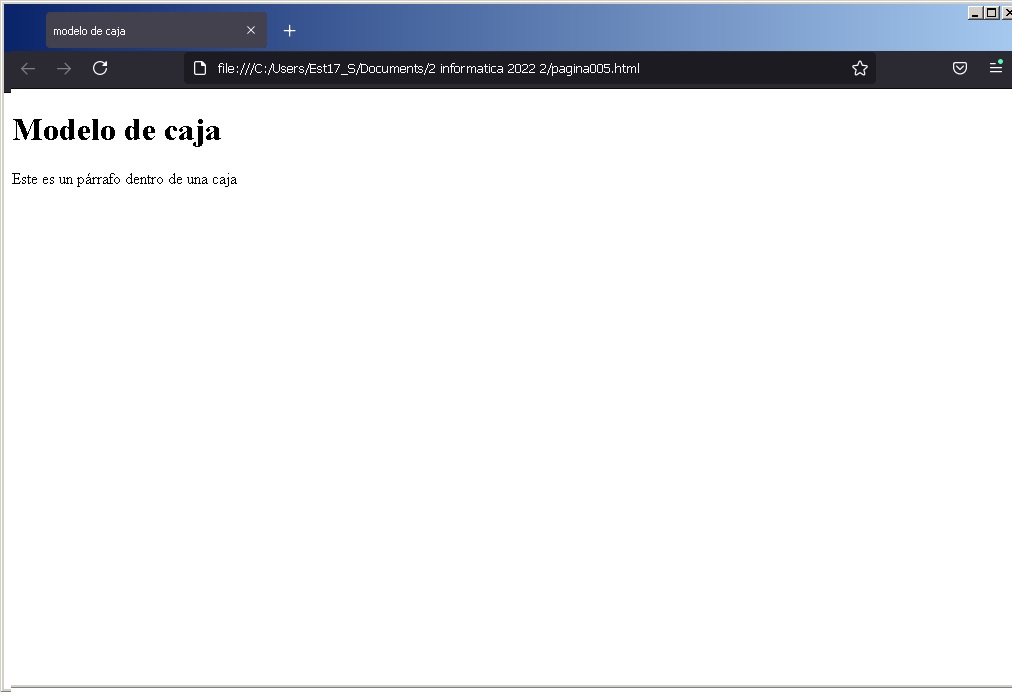 modelo de caja
file:///C:/Users/Est17_S/Documents/2 informatica 2022 2/pagina005.html
Modelo de caja
Este es un párrafo dentro de una caja